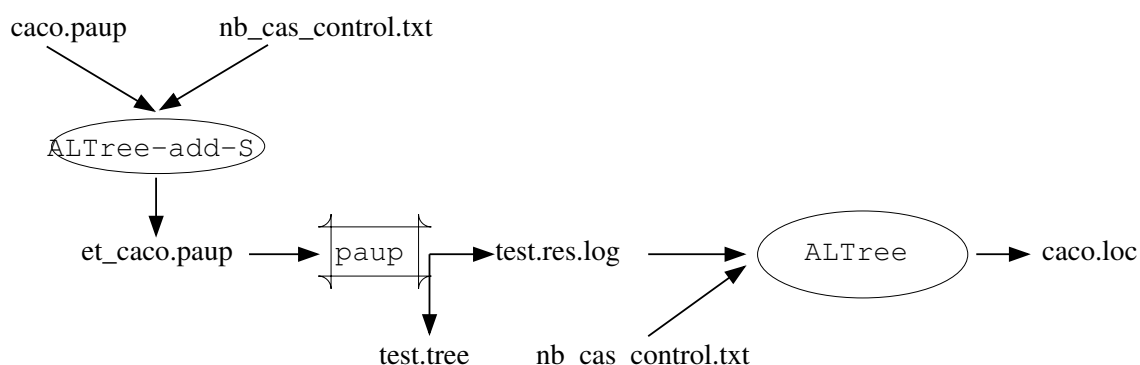 caco.paup nb_cas_control.txt
ALTree-add-S
et_caco.paup paup test.res.log ALTree caco.loc
test.tree nb cas control.txt